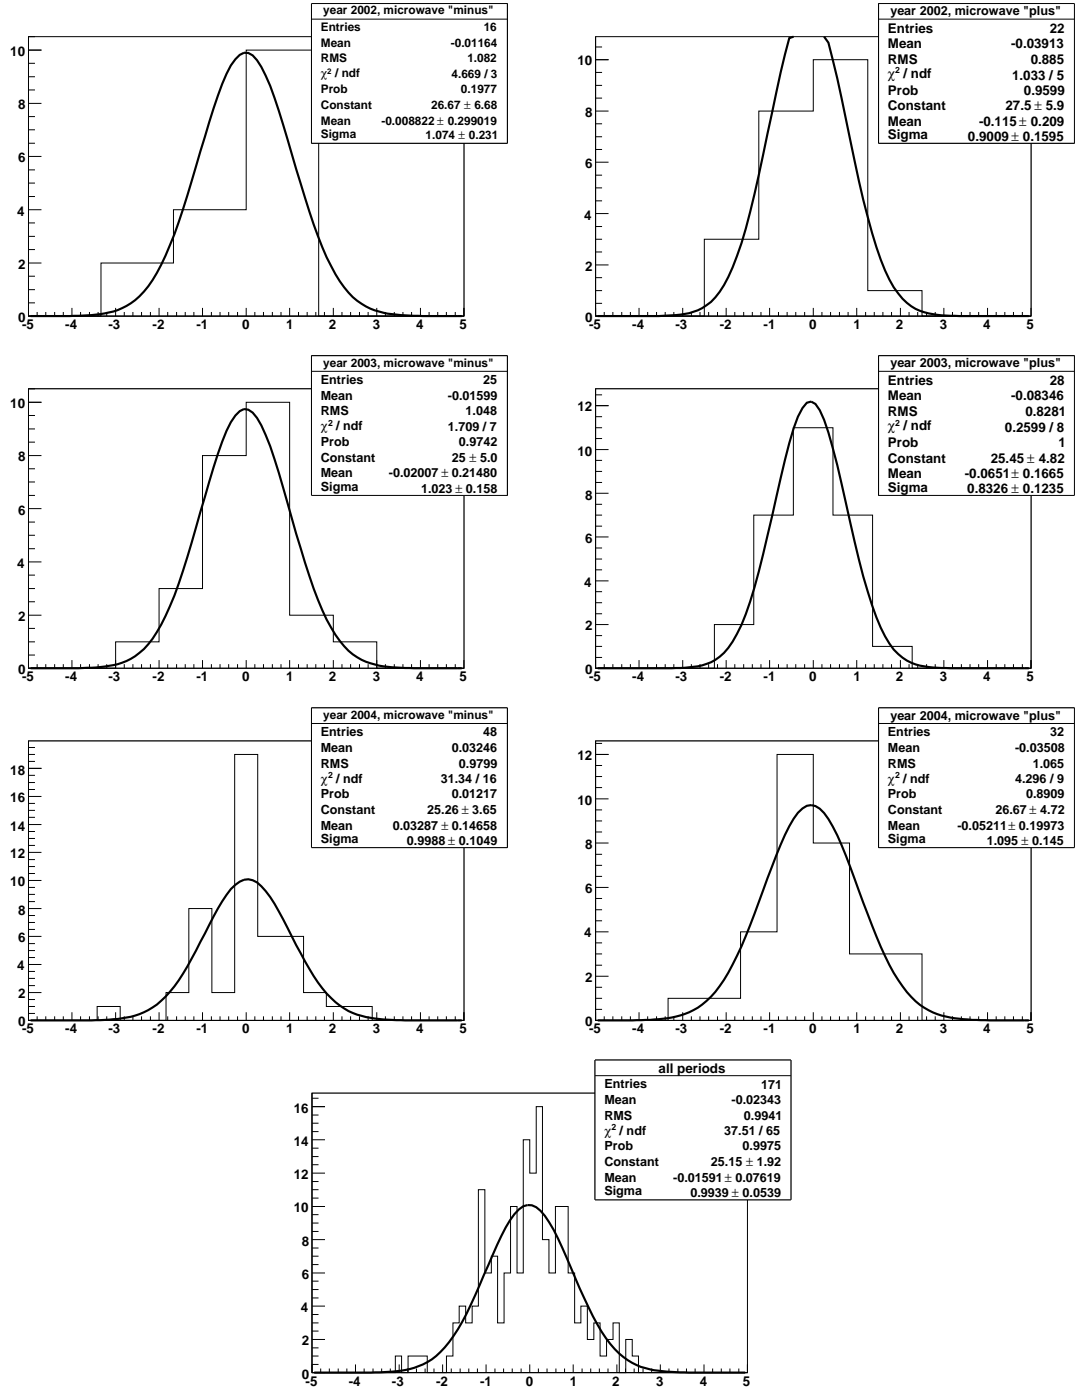 year 2002, microwave "minus"
Entries 16
Mean -0.01164
RMS 1.082
χ² / ndf 4.669 / 3
Prob 0.1977
Constant 26.67 ± 6.68
Mean -0.008822 ± 0.299019
Sigma 1.074 ± 0.231
10
8
6
4
2
0
-5 -4 -3 -2 -1 0 1 2 3 4 5
year 2002, microwave "plus"
Entries 22
Mean -0.03913
RMS 0.885
χ² / ndf 1.033 / 5
Prob 0.9599
Constant 27.5 ± 5.9
Mean -0.115 ± 0.209
Sigma 0.9009 ± 0.1595
10
8
6
4
2
0
-5 -4 -3 -2 -1 0 1 2 3 4 5
year 2003, microwave "minus"
Entries 25
Mean -0.01599
RMS 1.048
χ² / ndf 1.709 / 7
Prob 0.9742
Constant 25 ± 5.0
Mean -0.02007 ± 0.21480
Sigma 1.023 ± 0.158
10
8
6
4
2
0
-5 -4 -3 -2 -1 0 1 2 3 4 5
year 2003, microwave "plus"
Entries 28
Mean -0.08346
RMS 0.8281
χ² / ndf 0.2599 / 8
Prob 1
Constant 25.45 ± 4.82
Mean -0.0651 ± 0.1665
Sigma 0.8326 ± 0.1235
12
10
8
6
4
2
0
-5 -4 -3 -2 -1 0 1 2 3 4 5
year 2004, microwave "minus"
Entries 48
Mean 0.03246
RMS 0.9799
χ² / ndf 31.34 / 16
Prob 0.01217
Constant 25.26 ± 3.65
Mean 0.03287 ± 0.14658
Sigma 0.9988 ± 0.1049
18
16
14
12
10
8
6
4
2
0
-5 -4 -3 -2 -1 0 1 2 3 4 5
year 2004, microwave "plus"
Entries 32
Mean -0.03508
RMS 1.065
χ² / ndf 4.296 / 9
Prob 0.8909
Constant 26.67 ± 4.72
Mean -0.05211 ± 0.19973
Sigma 1.095 ± 0.145
12
10
8
6
4
2
0
-5 -4 -3 -2 -1 0 1 2 3 4 5
all periods
Entries 171
Mean -0.02343
RMS 0.9941
χ² / ndf 37.51 / 65
Prob 0.9975
Constant 25.15 ± 1.92
Mean -0.01591 ± 0.07619
Sigma 0.9939 ± 0.0539
16
14
12
10
8
6
4
2
0
-5 -4 -3 -2 -1 0 1 2 3 4 5